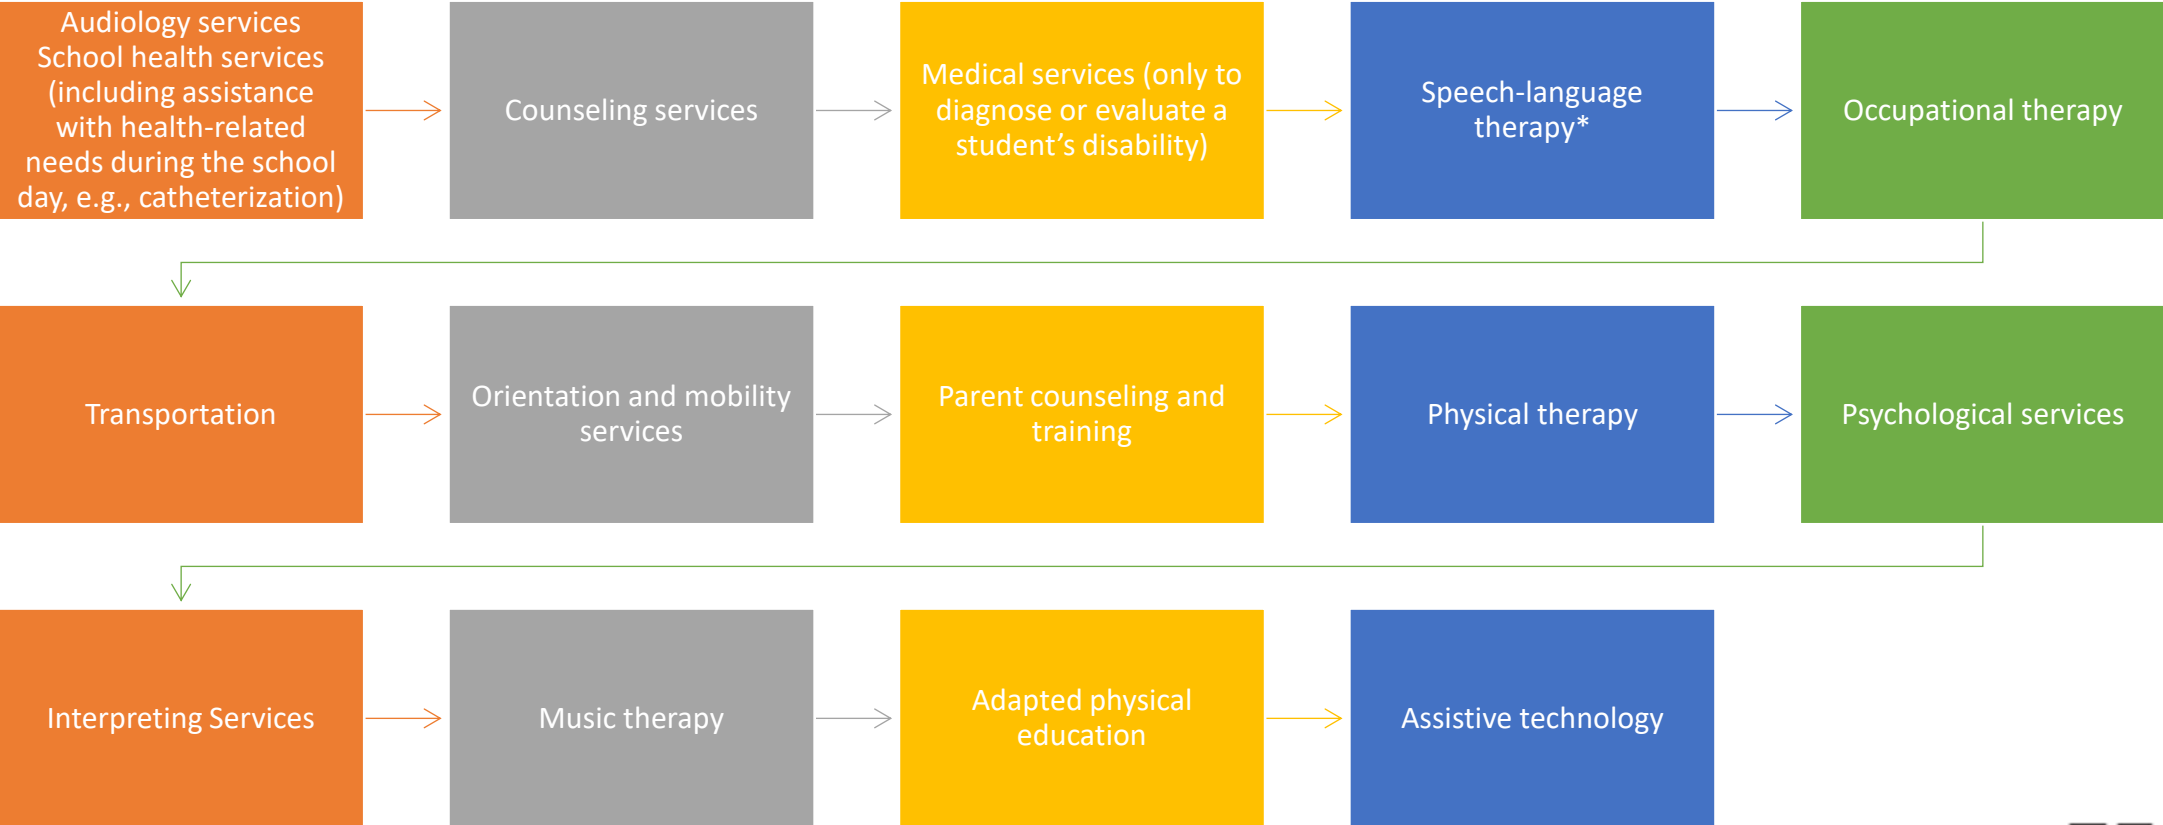 Audiology services
School health services
(including assistance
with health-related
needs during the school
day, e.g., catheterization)
Counseling services
Medical services (only to
diagnose or evaluate a
student’s disability)
Speech-language
therapy*
Occupational therapy
Transportation
Orientation and mobility
services
Parent counseling and
training
Physical therapy
Psychological services
Interpreting Services
Music therapy
Adapted physical
education
Assistive technology